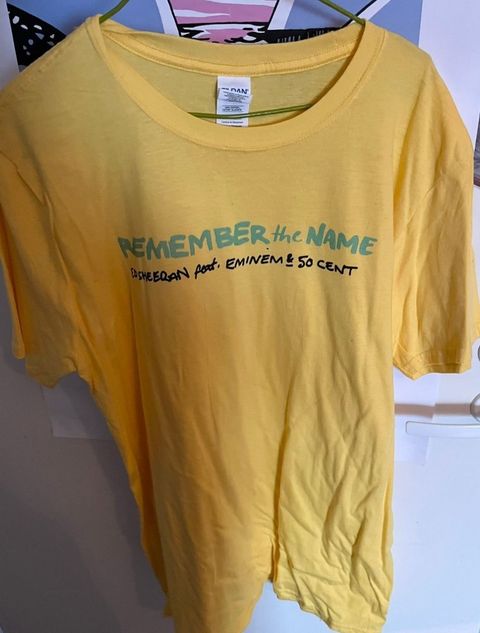 REMEMBER the NAME
ED SHEERAN feat. EMINEM & 50 CENT